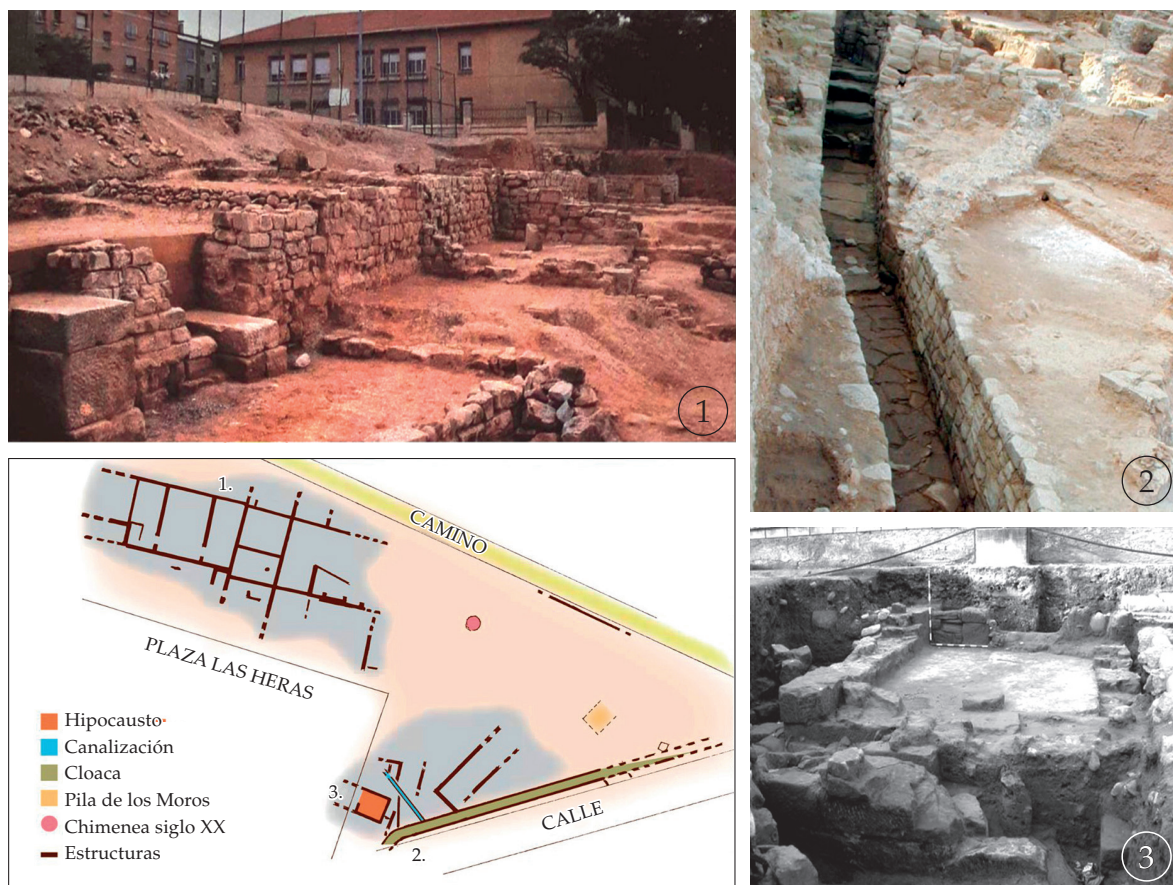 1
2
1.
CAMINO
PLAZA LAS HERAS
Hipocausto
Canalización
Cloaca
Pila de los Moros
Chimenea siglo XX
Estructuras
3.
CALLE
2.
3